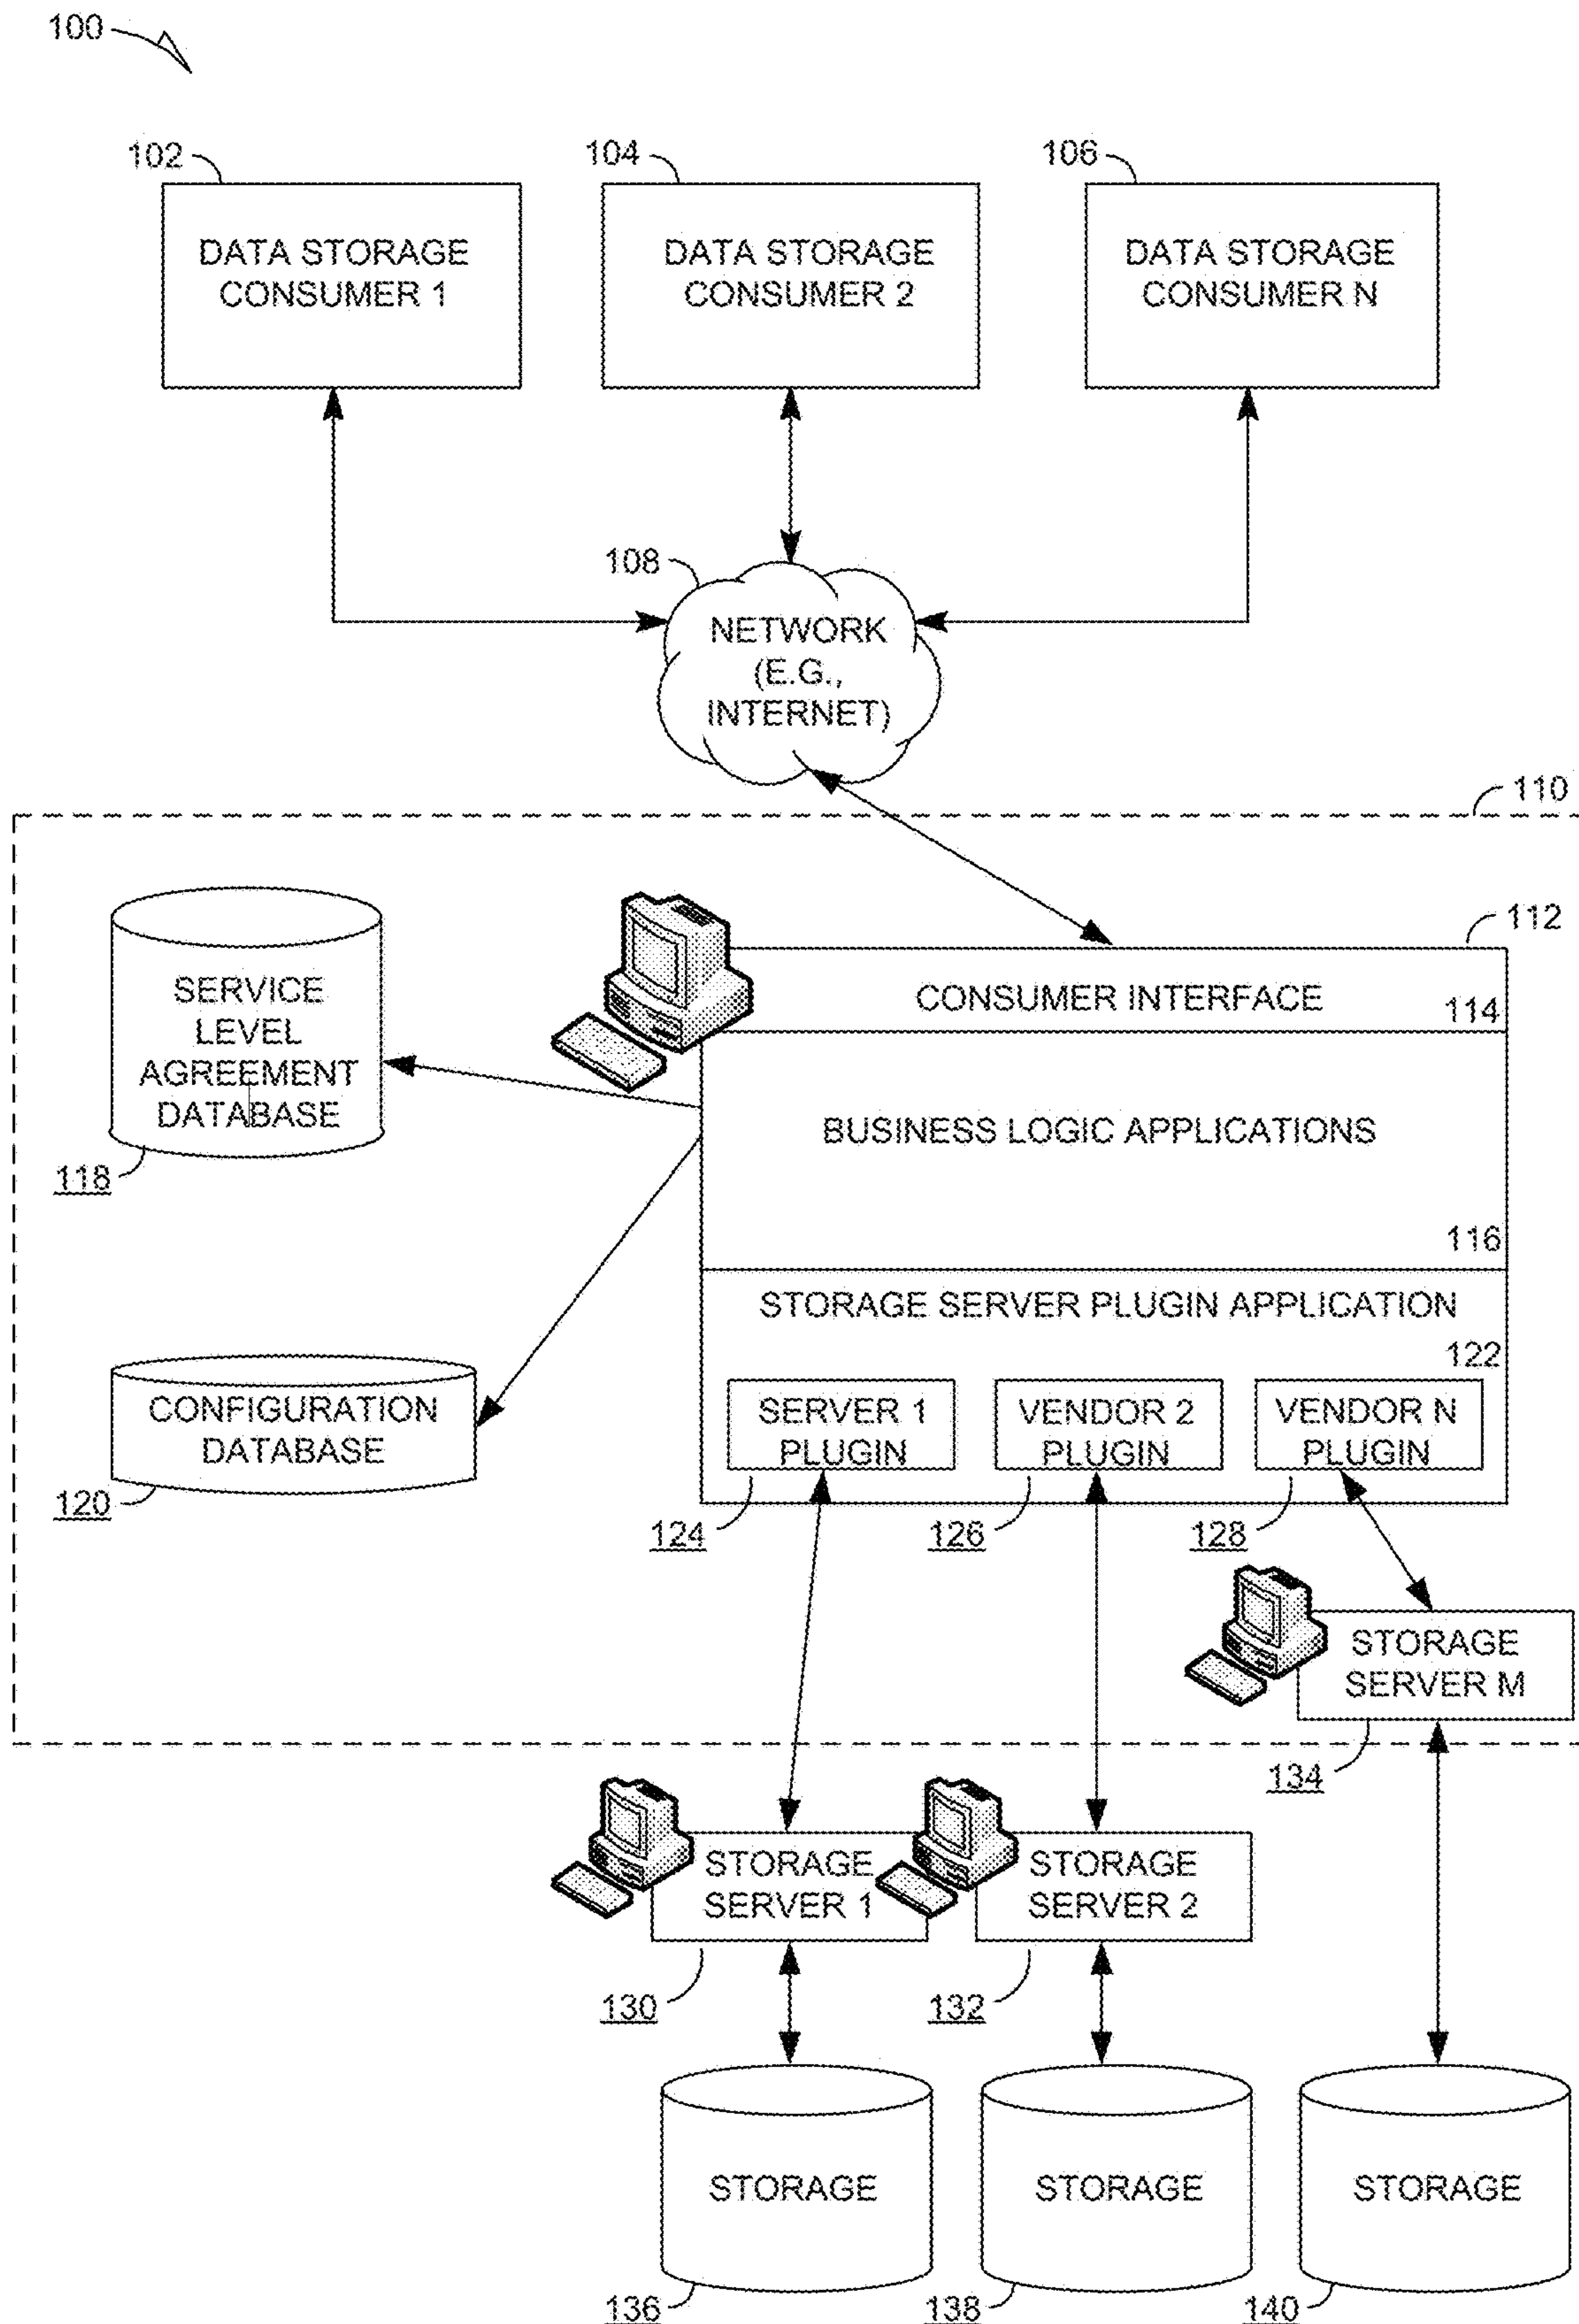 100
102
104
106
DATA STORAGE
CONSUMER 1
DATA STORAGE
CONSUMER 2
DATA STORAGE
CONSUMER N
108
NETWORK
(E.G.,
INTERNET)
110
112
SERVICE
LEVEL
AGREEMENT
DATABASE
118
CONSUMER INTERFACE
114
BUSINESS LOGIC APPLICATIONS
116
STORAGE SERVER PLUGIN APPLICATION
122
CONFIGURATION
DATABASE
120
SERVER 1
PLUGIN
VENDOR 2
PLUGIN
VENDOR N
PLUGIN
124
126
128
STORAGE
SERVER M
134
STORAGE
SERVER 1
STORAGE
SERVER 2
130
132
STORAGE
STORAGE
STORAGE
136
138
140